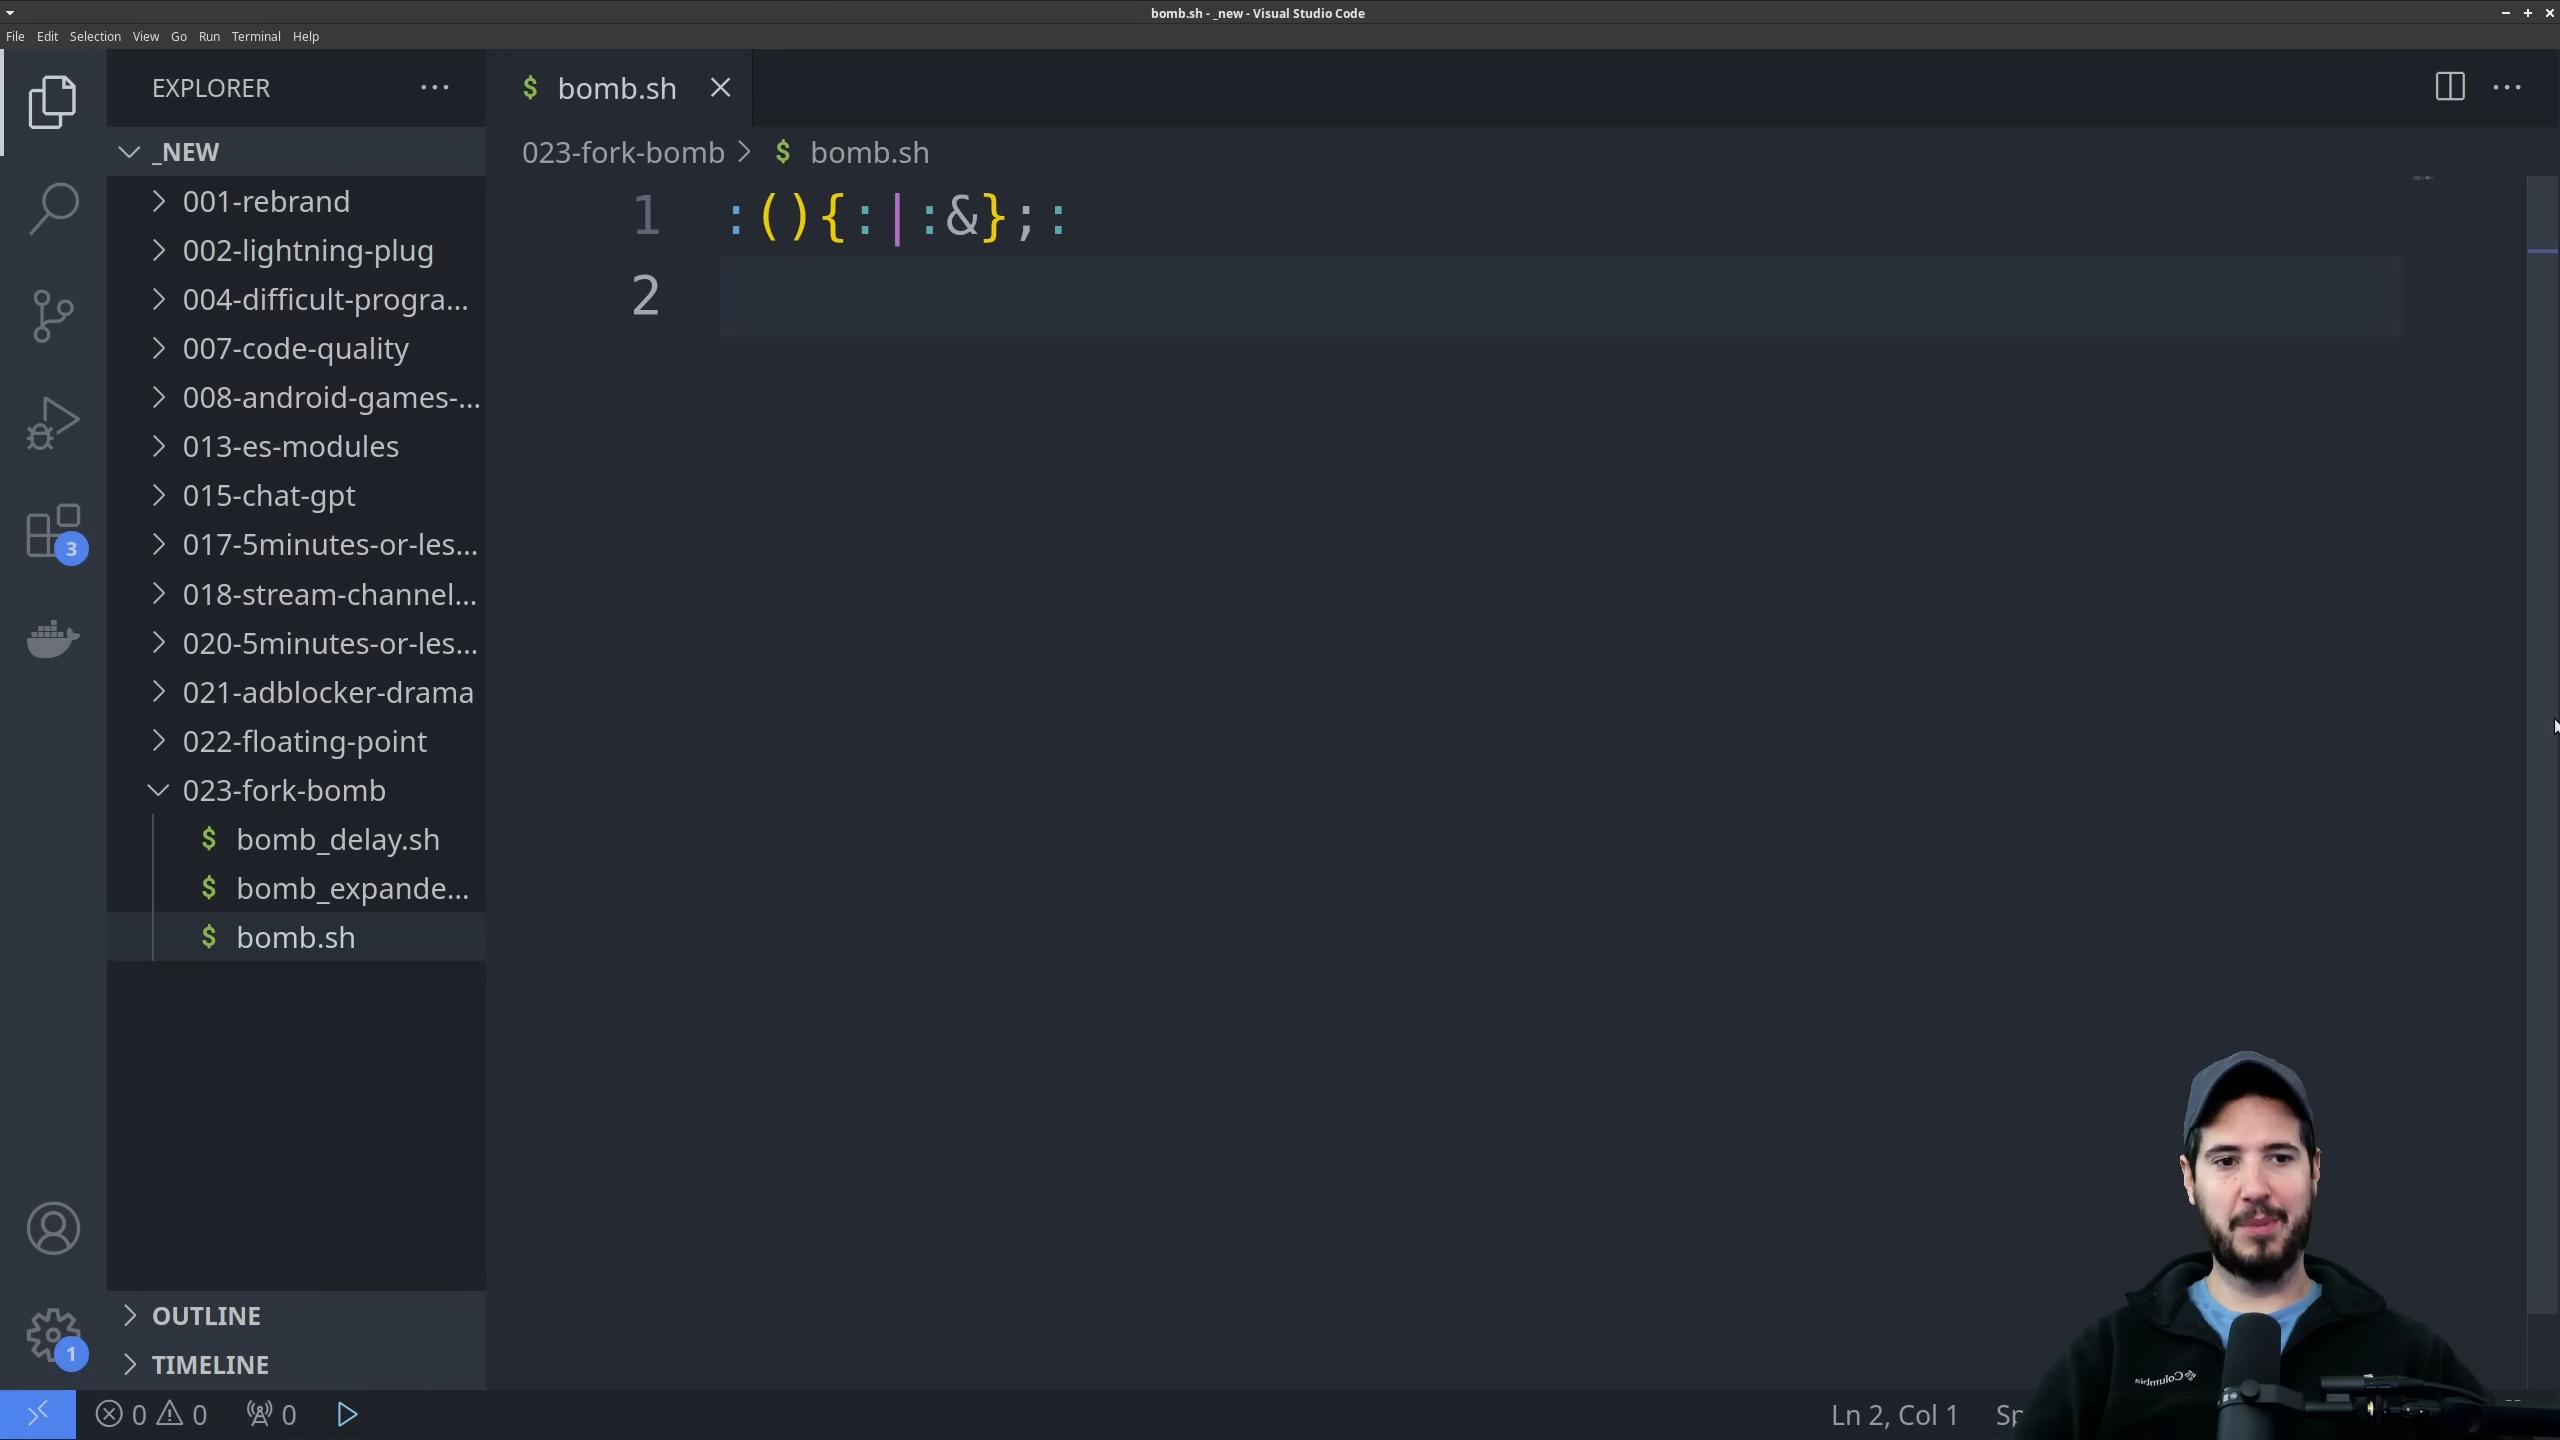 bomb.sh - _new - Visual Studio Code
File Edit Selection View Go Run Terminal Help
EXPLORER
bomb.sh
_NEW
023-fork-bomb > $ bomb.sh
001-rebrand
1 :(){:|:&};:
002-lightning-plug
2
004-difficult-progra...
007-code-quality
008-android-games-...
013-es-modules
015-chat-gpt
017-5minutes-or-les...
018-stream-channel...
020-5minutes-or-les...
021-adblocker-drama
022-floating-point
023-fork-bomb
$ bomb_delay.sh
$ bomb_expande...
$ bomb.sh
3
OUTLINE
TIMELINE
1
Columbia
0 0 0
Ln 2, Col 1